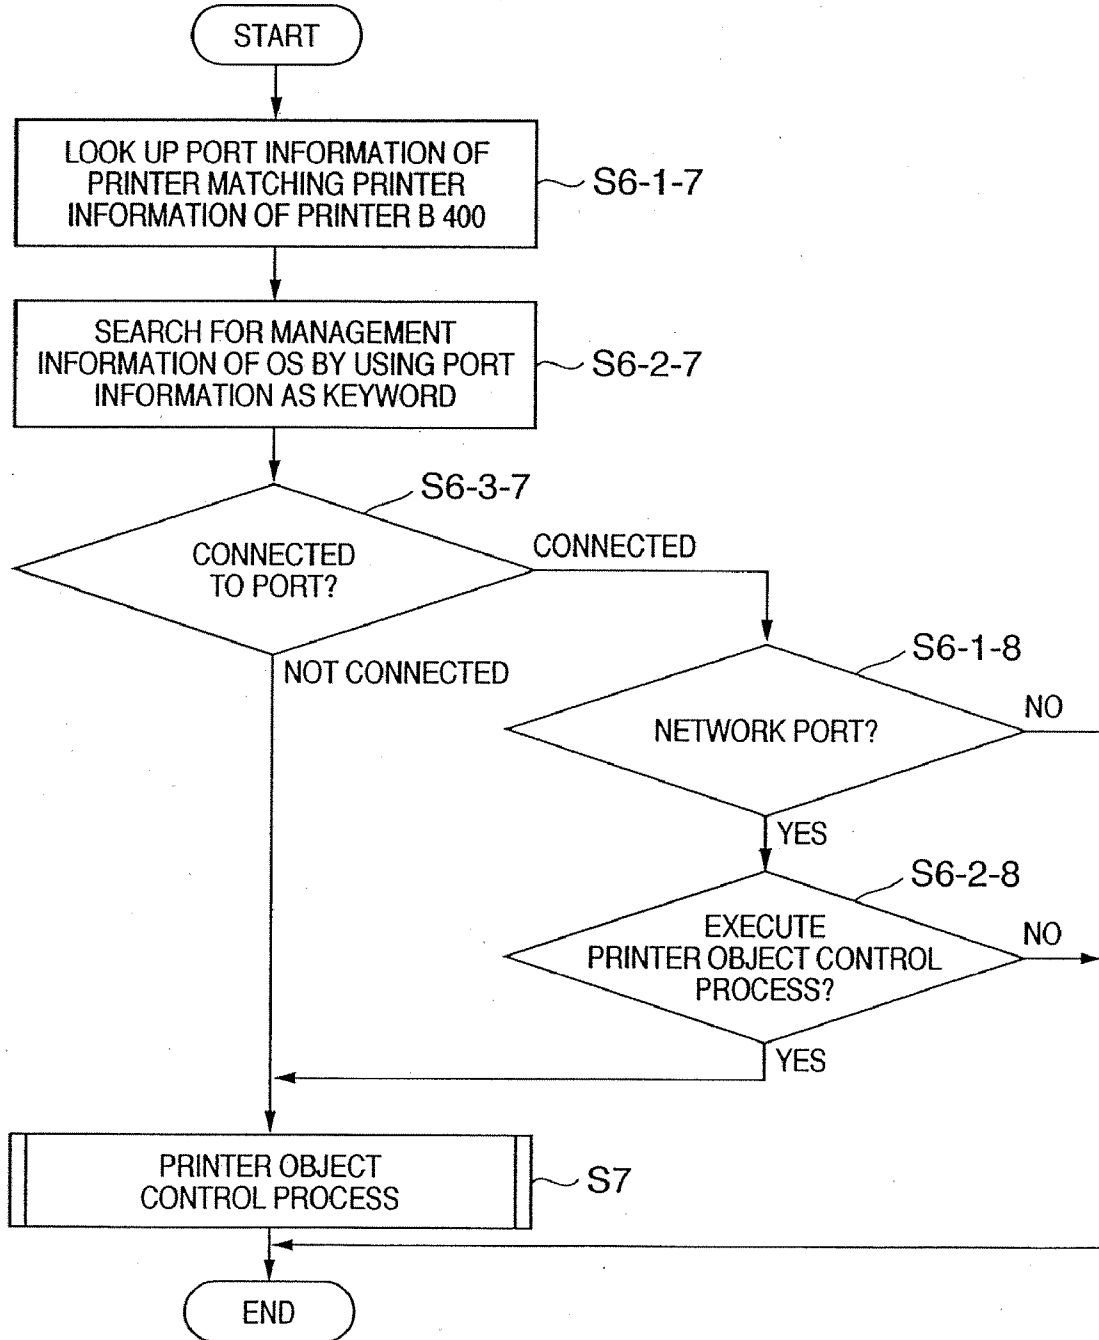 START
LOOK UP PORT INFORMATION OF
PRINTER MATCHING PRINTER
INFORMATION OF PRINTER B 400
S6-1-7
SEARCH FOR MANAGEMENT
INFORMATION OF OS BY USING PORT
INFORMATION AS KEYWORD
S6-2-7
S6-3-7
CONNECTED
TO PORT?
CONNECTED
NOT CONNECTED
S6-1-8
NETWORK PORT?
NO
YES
S6-2-8
EXECUTE
PRINTER OBJECT CONTROL
PROCESS?
NO
YES
PRINTER OBJECT
CONTROL PROCESS
S7
END